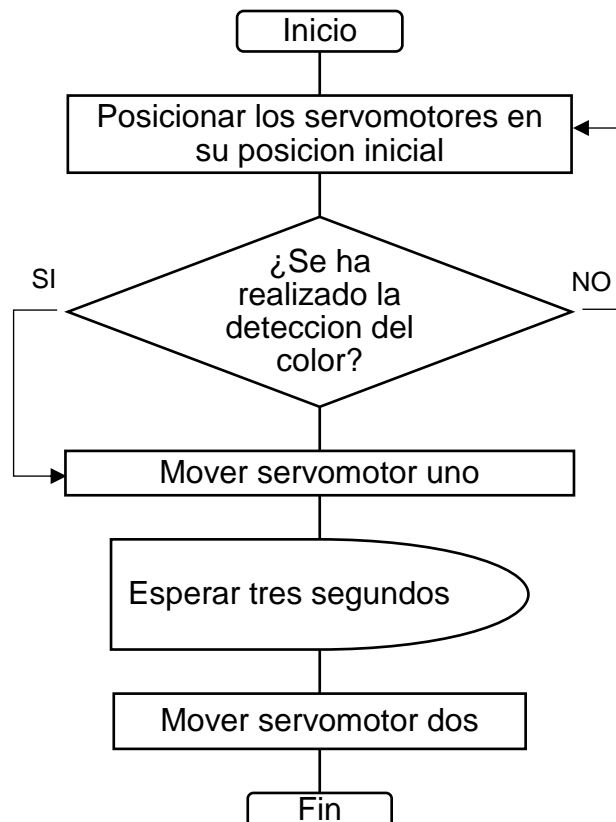 Inicio
Posicionar los servomotores en
su posicion inicial
¿Se ha
realizado la
deteccion del
color?
SI
NO
Mover servomotor uno
Esperar tres segundos
Mover servomotor dos
Fin